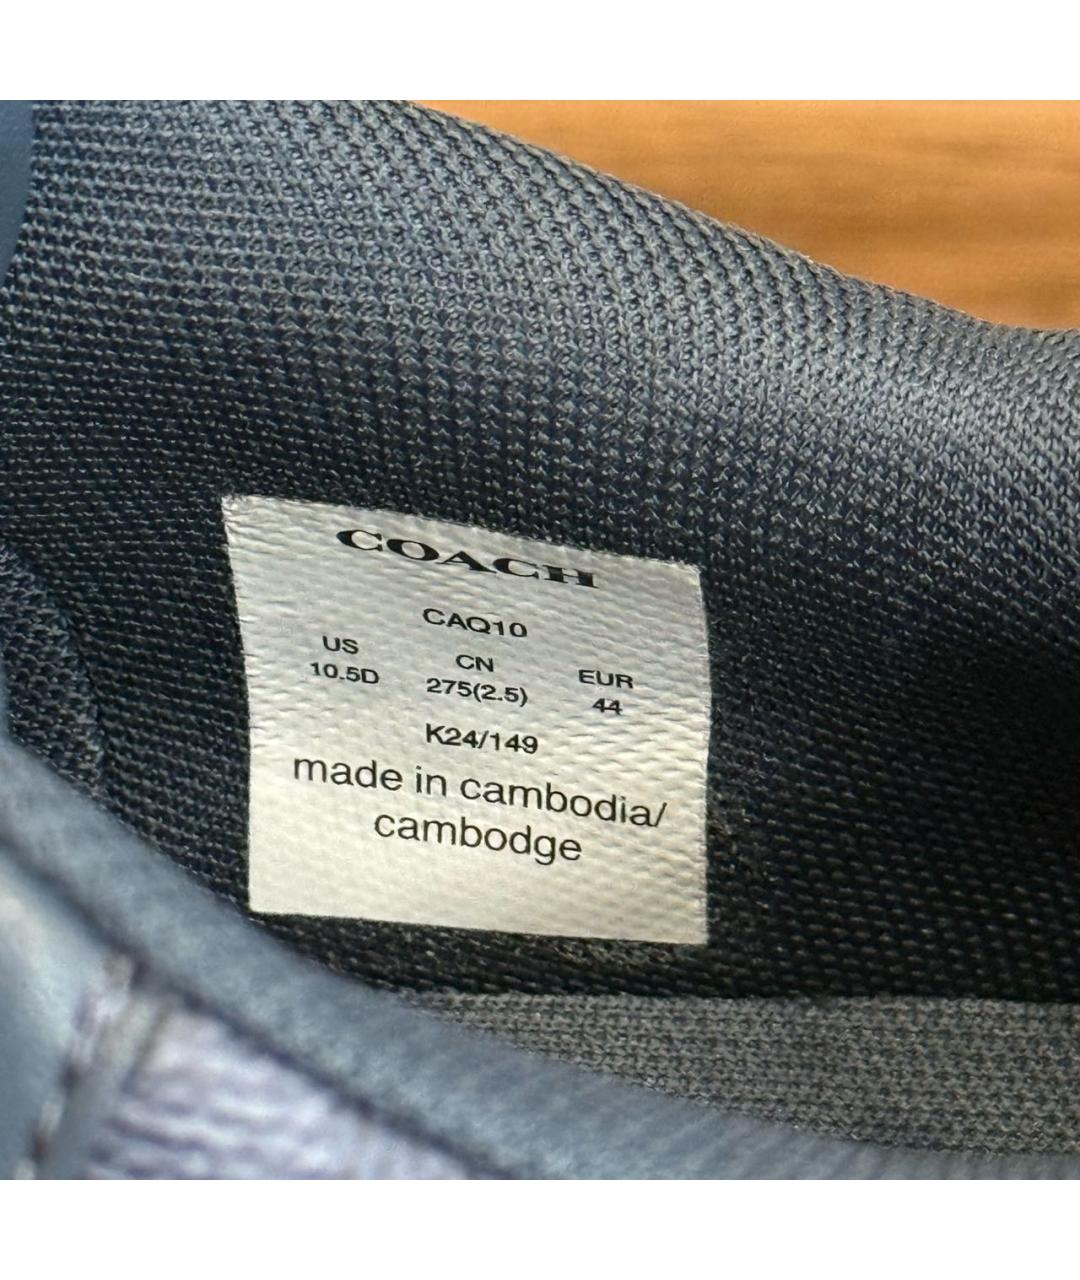 COACH
CAQ10
US CN EUR
10.5D 275(2.5) 44
K24/149
made in cambodia/
cambodge